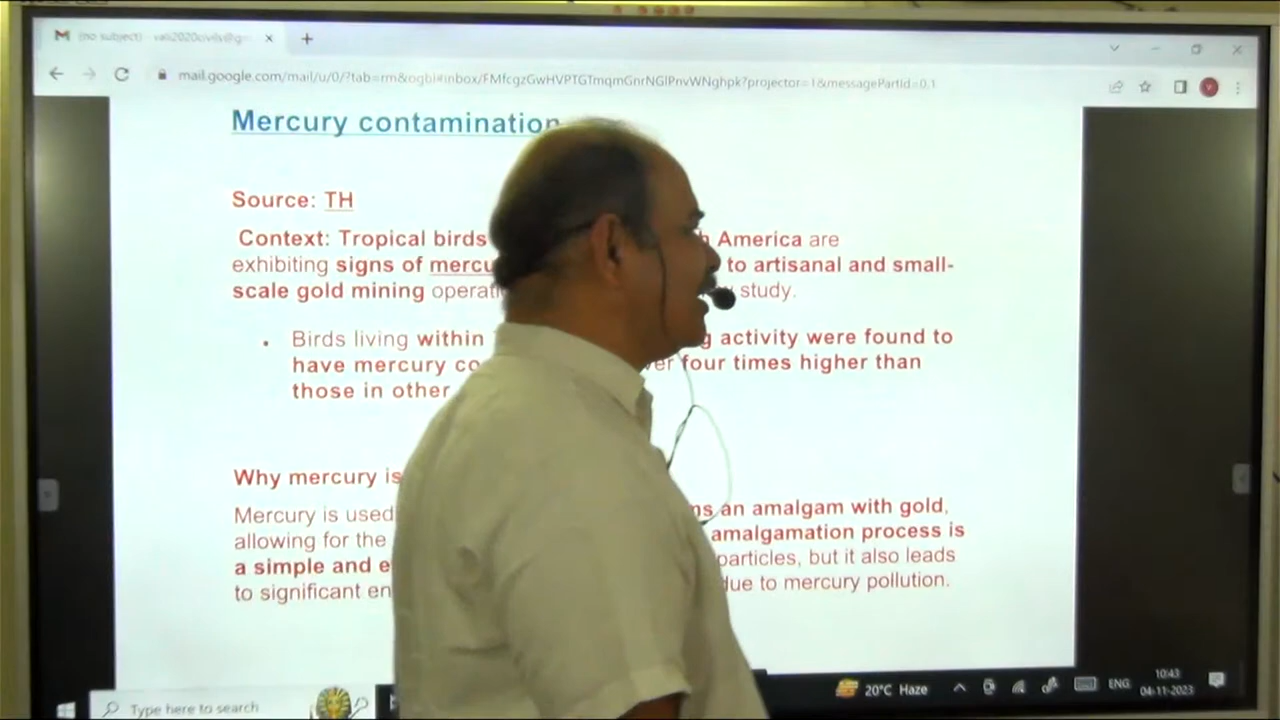 (no subject) -
mail.google.com/mail/u/0/?tab=rm&ogbl#inbox/FMfcgzGwHVPTGTmqmGnrNGlPnvWNghpk?projector=1&messagePartId=0.1
Mercury contamination
Source: TH
Context: Tropical birds America are
exhibiting signs of mercu to artisanal and small-
scale gold mining operati study.
• Birds living within activity were found to
have mercury co four times higher than
those in other
Why mercury is
Mercury is used ms an amalgam with gold,
allowing for the amalgamation process is
a simple and e particles, but it also leads
to significant en due to mercury pollution.
20°C Haze
ENG
10:43
04-11-2023
Type here to search